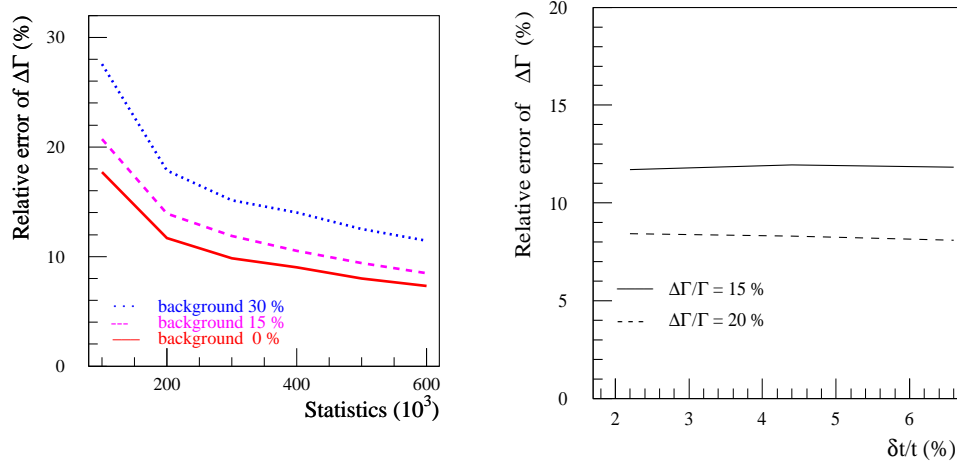 Relative error of ΔΓ (%)
30
20
10
0
200
400
600
Statistics (10³)
background 30 %
background 15 %
background 0 %
Relative error of ΔΓ (%)
20
15
10
5
0
2
3
4
5
6
δt/t (%)
ΔΓ/Γ = 15 %
ΔΓ/Γ = 20 %